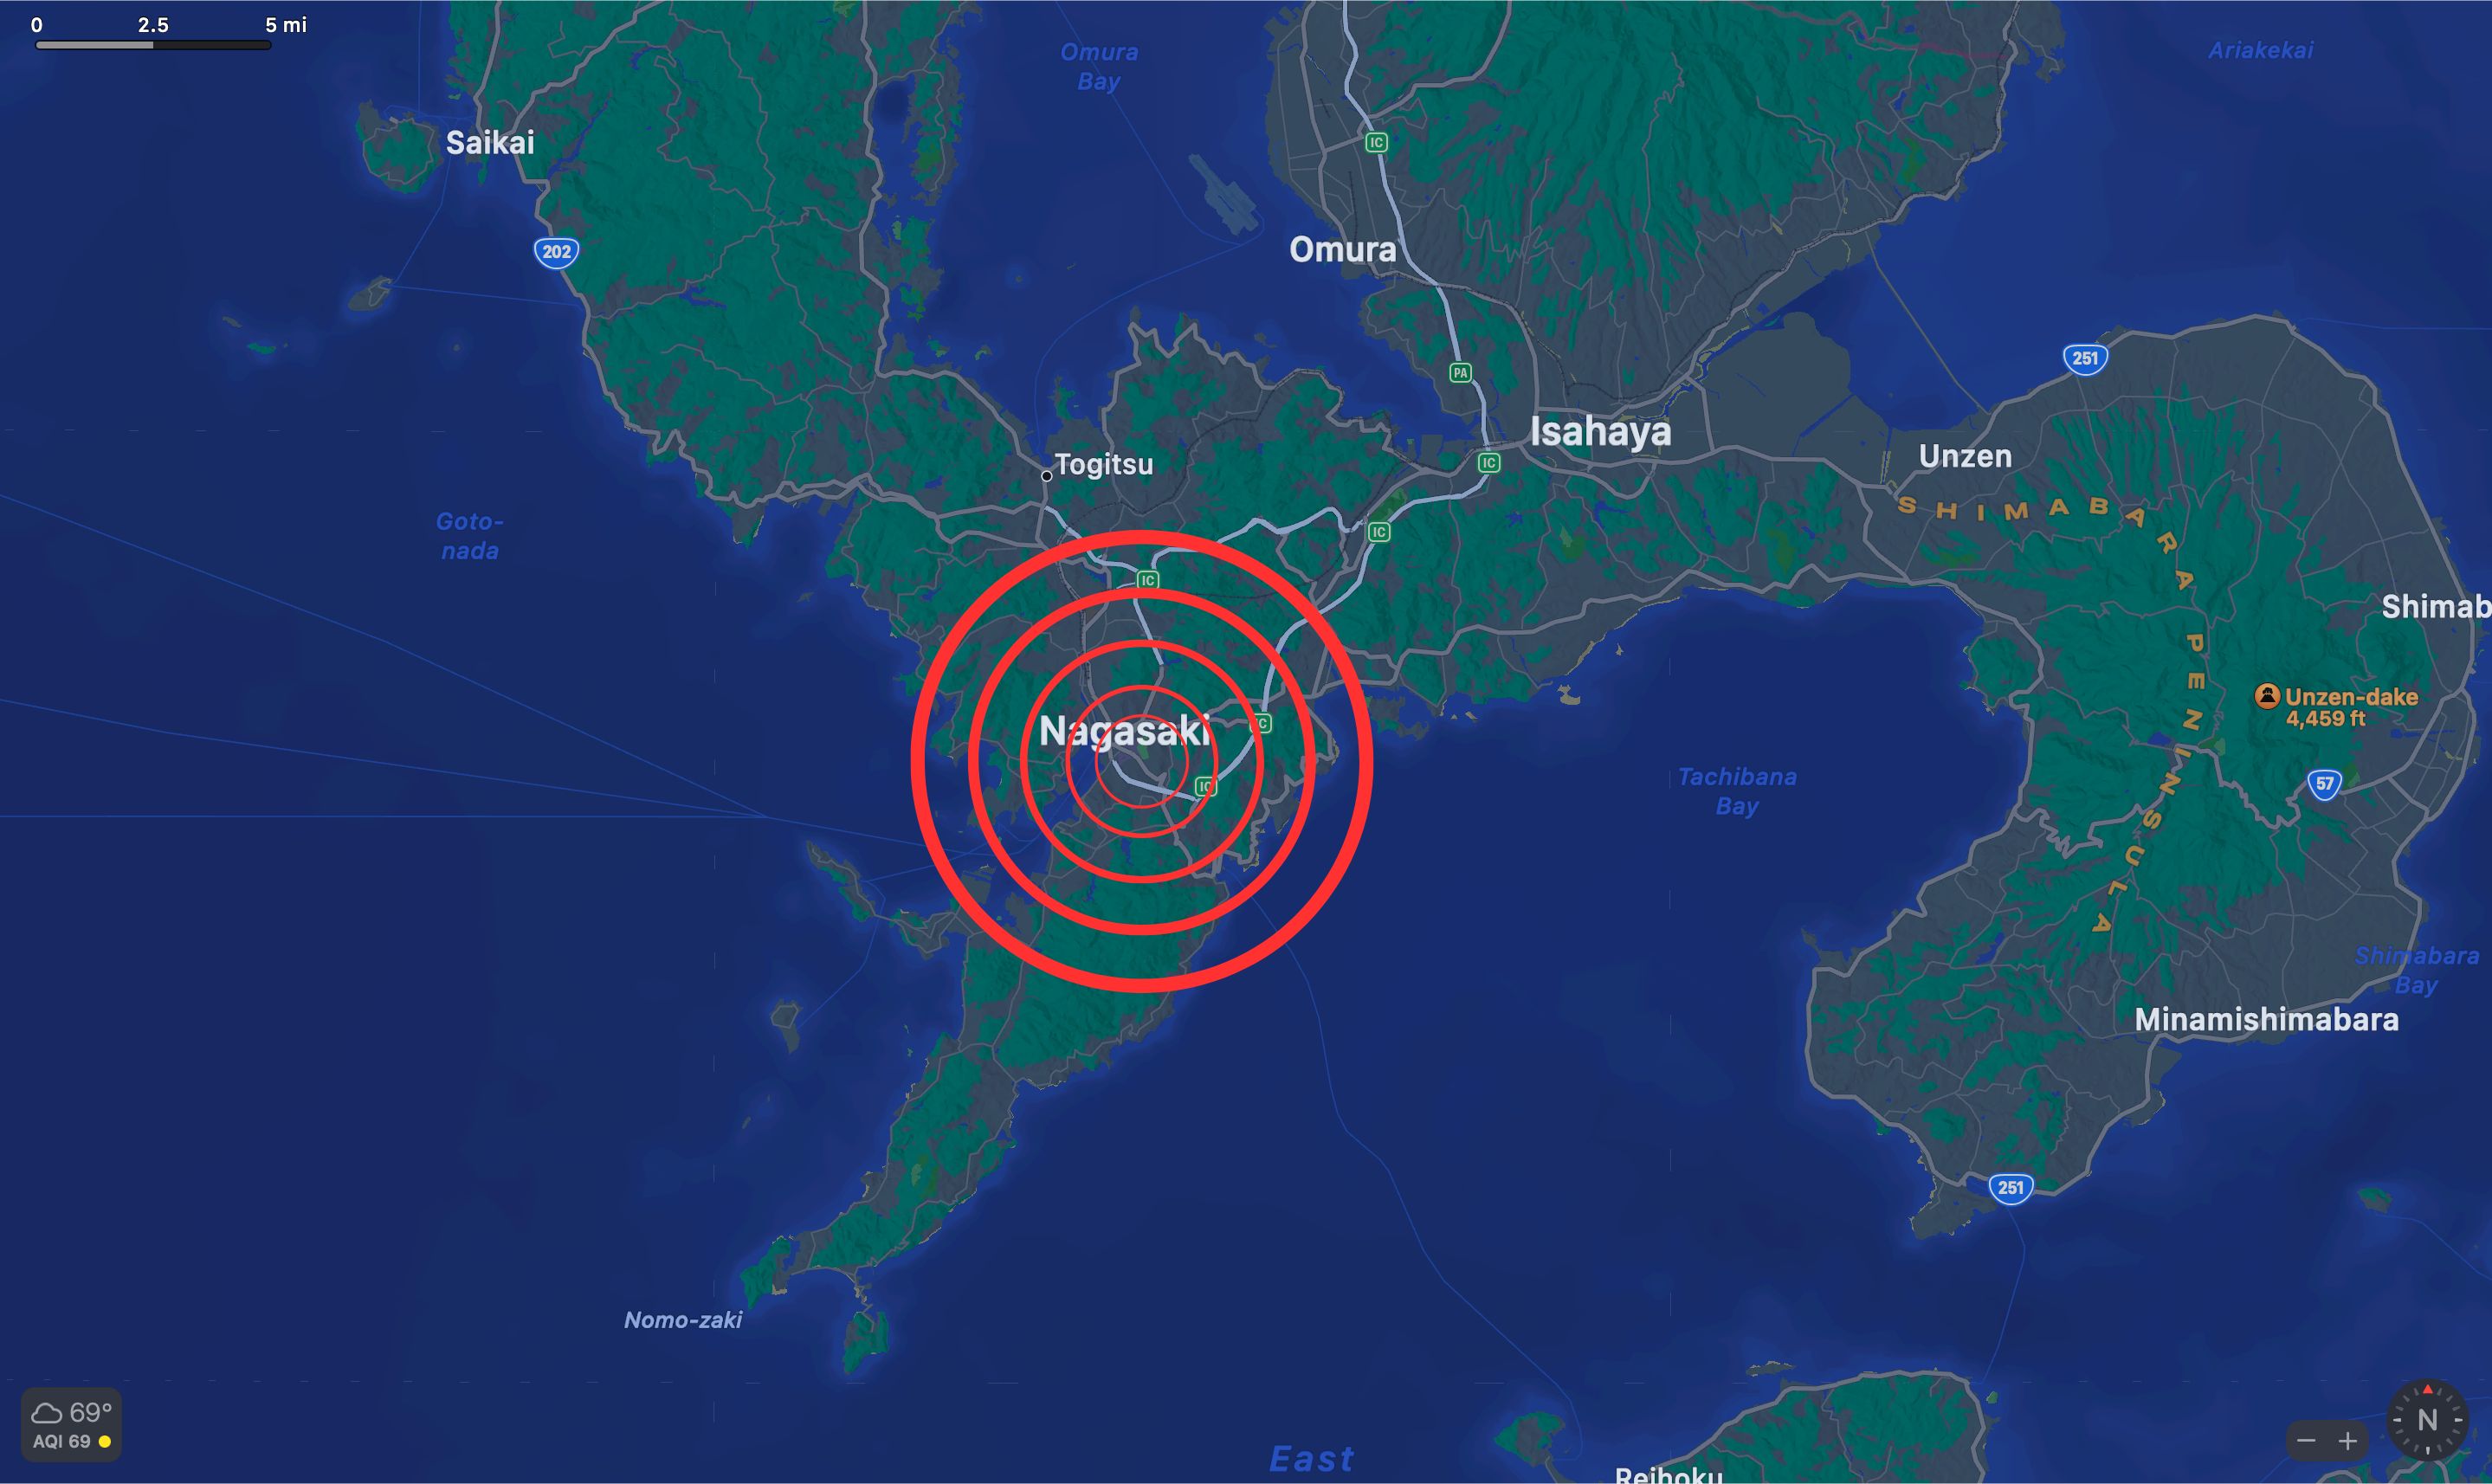 0 2.5 5 mi
Omura
Bay
Ariakekai
Saikai
IC
202
Omura
251
PA
Isahaya
Togitsu
IC
Unzen
SHIMABARA PENINSULA
Goto-
nada
IC
IC
Shimab
Unzen-dake
4,459 ft
Nagasaki
IC
Tachibana
Bay
57
IC
Shimabara
Bay
Minamishimabara
251
Nomo-zaki
69°
AQI 69
East
Reihoku
N